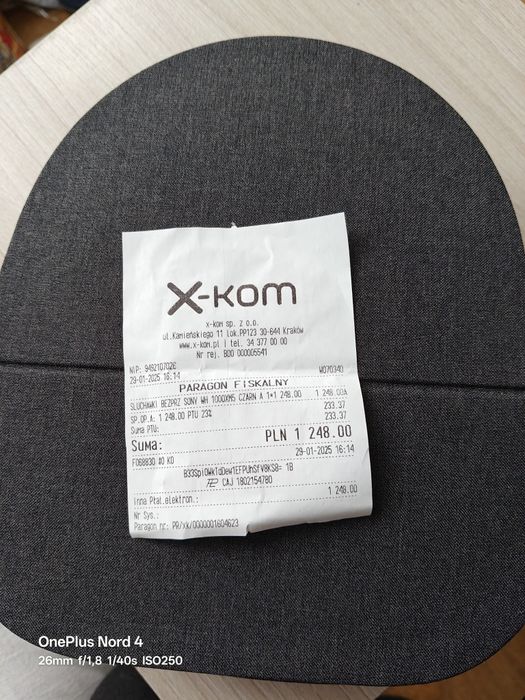 x-kom
x-kom sp. z o.o.
ul.Kamieńskiego 11 lok.PP123 30-644 Kraków
www.x-kom.pl | tel. 34 377 00 00
Nr rej. BDO 000005541
NIP: 9492107026
29-01-2025 16:14 W070340
PARAGON FISKALNY
SŁUCHAWKI BEZPRZ SONY WH 1000XM5 CZARN A 1*1 248.00 1 248.00A
SP.OP.A: 1 248.00 PTU 23% 233.37
Suma PTU: 233.37
Suma: PLN 1 248.00
F068830 #0 KD 29-01-2025 16:14
CAJ 1802154780
Inna Płat.elektron.: 1 248.00
Nr Sys.:
Paragon nr: PR/xk/0000001604623
OnePlus Nord 4
26mm f/1,8 1/40s ISO250